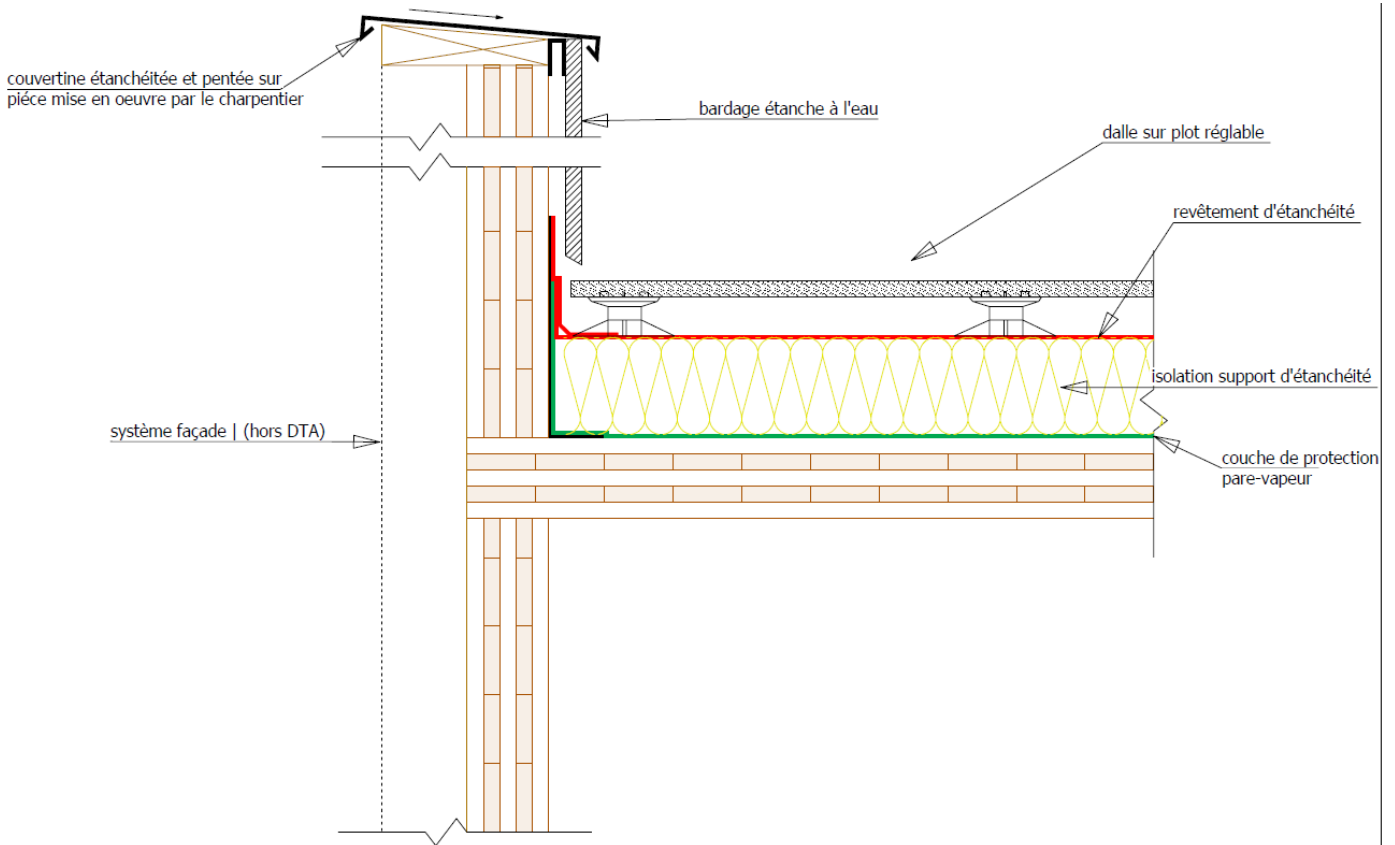 couvertine étanchéitée et pentée sur
piéce mise en oeuvre par le charpentier
bardage étanche à l'eau
dalle sur plot réglable
revêtement d'étanchéité
isolation support d'étanchéité
système façade | (hors DTA)
couche de protection
pare-vapeur